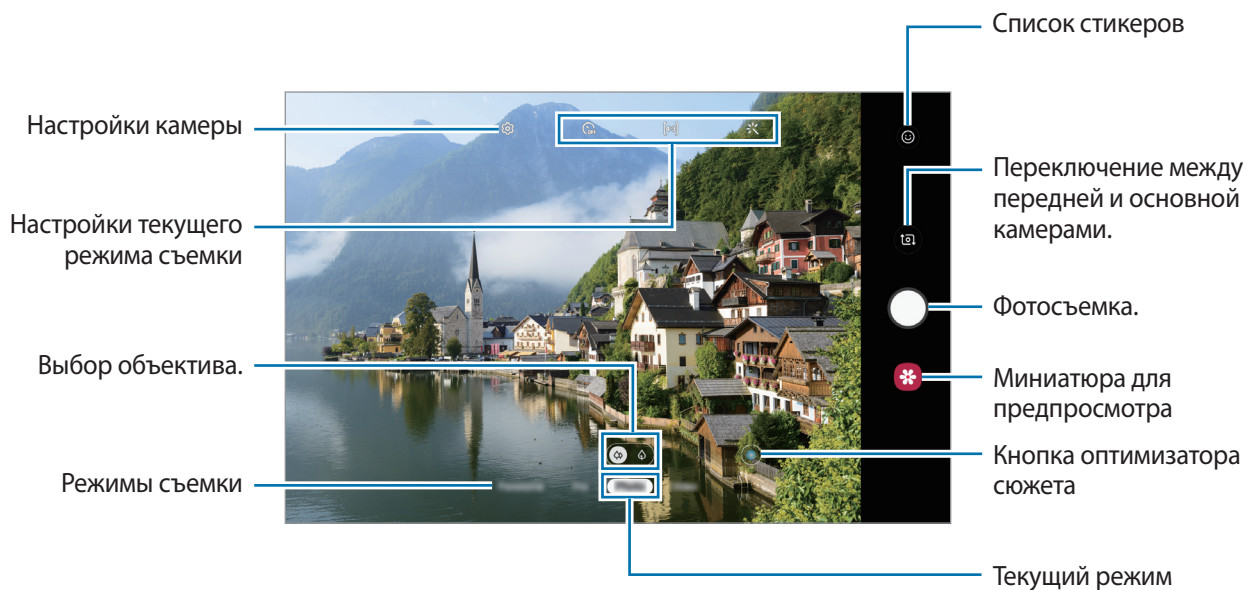 Список стикеров
Настройки камеры
Переключение между
передней и основной
камерами.
Настройки текущего
режима съемки
Фотосъемка.
Выбор объектива.
Миниатюра для
предпросмотра
Кнопка оптимизатора
сюжета
Режимы съемки
Текущий режим